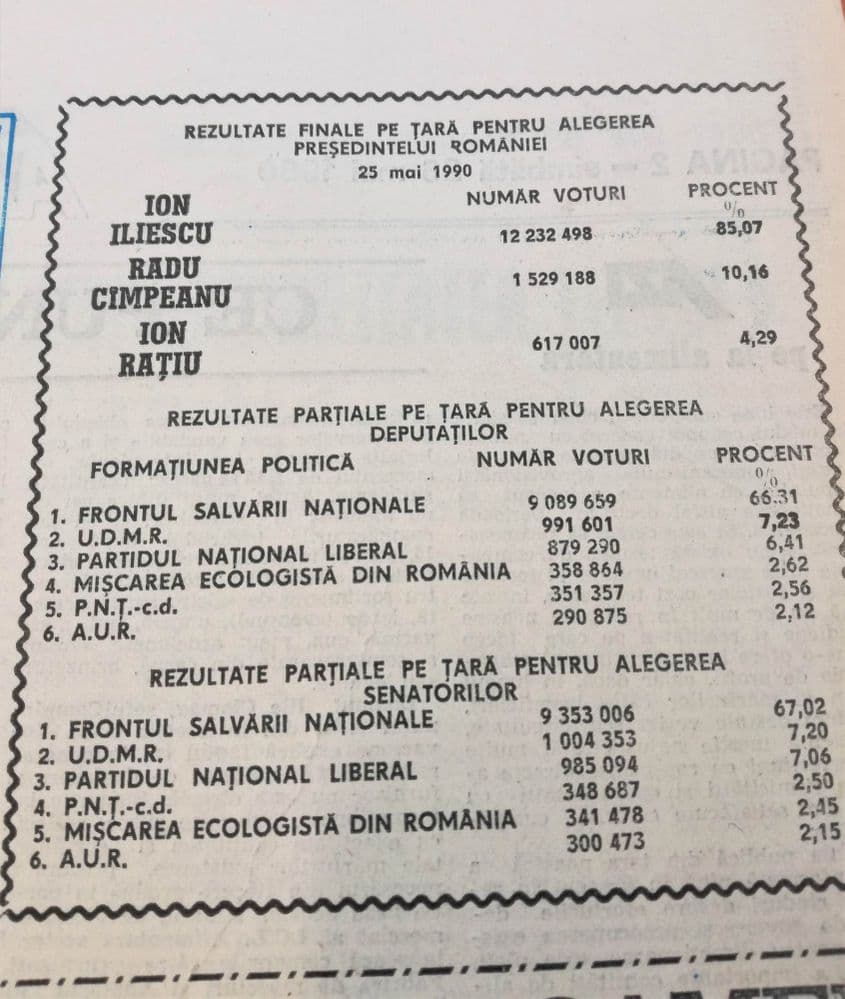 REZULTATE FINALE PE ȚARĂ PENTRU ALEGEREA
PREȘEDINTELUI ROMÂNIEI
25 mai 1990
NUMĂR VOTURI PROCENT
%
ION
ILIESCU 12 232 498 85,07
RADU
CÎMPEANU 1 529 188 10,16
ION
RAȚIU 617 007 4,29
REZULTATE PARȚIALE PE ȚARĂ PENTRU ALEGEREA
DEPUTAȚILOR
FORMAȚIUNEA POLITICĂ NUMĂR VOTURI PROCENT
%
1. FRONTUL SALVĂRII NAȚIONALE 9 089 659 66.31
2. U.D.M.R. 991 601 7,23
3. PARTIDUL NAȚIONAL LIBERAL 879 290 6,41
4. MIȘCAREA ECOLOGISTĂ DIN ROMÂNIA 358 864 2,62
5. P.N.Ț.-c.d. 351 357 2,56
6. A.U.R. 290 875 2,12
REZULTATE PARȚIALE PE ȚARĂ PENTRU ALEGEREA
SENATORILOR
1. FRONTUL SALVĂRII NAȚIONALE 9 353 006 67,02
2. U.D.M.R. 1 004 353 7,20
3. PARTIDUL NAȚIONAL LIBERAL 985 094 7,06
4. P.N.Ț.-c.d. 348 687 2,50
5. MIȘCAREA ECOLOGISTĂ DIN ROMÂNIA 341 478 2,45
6. A.U.R. 300 473 2,15